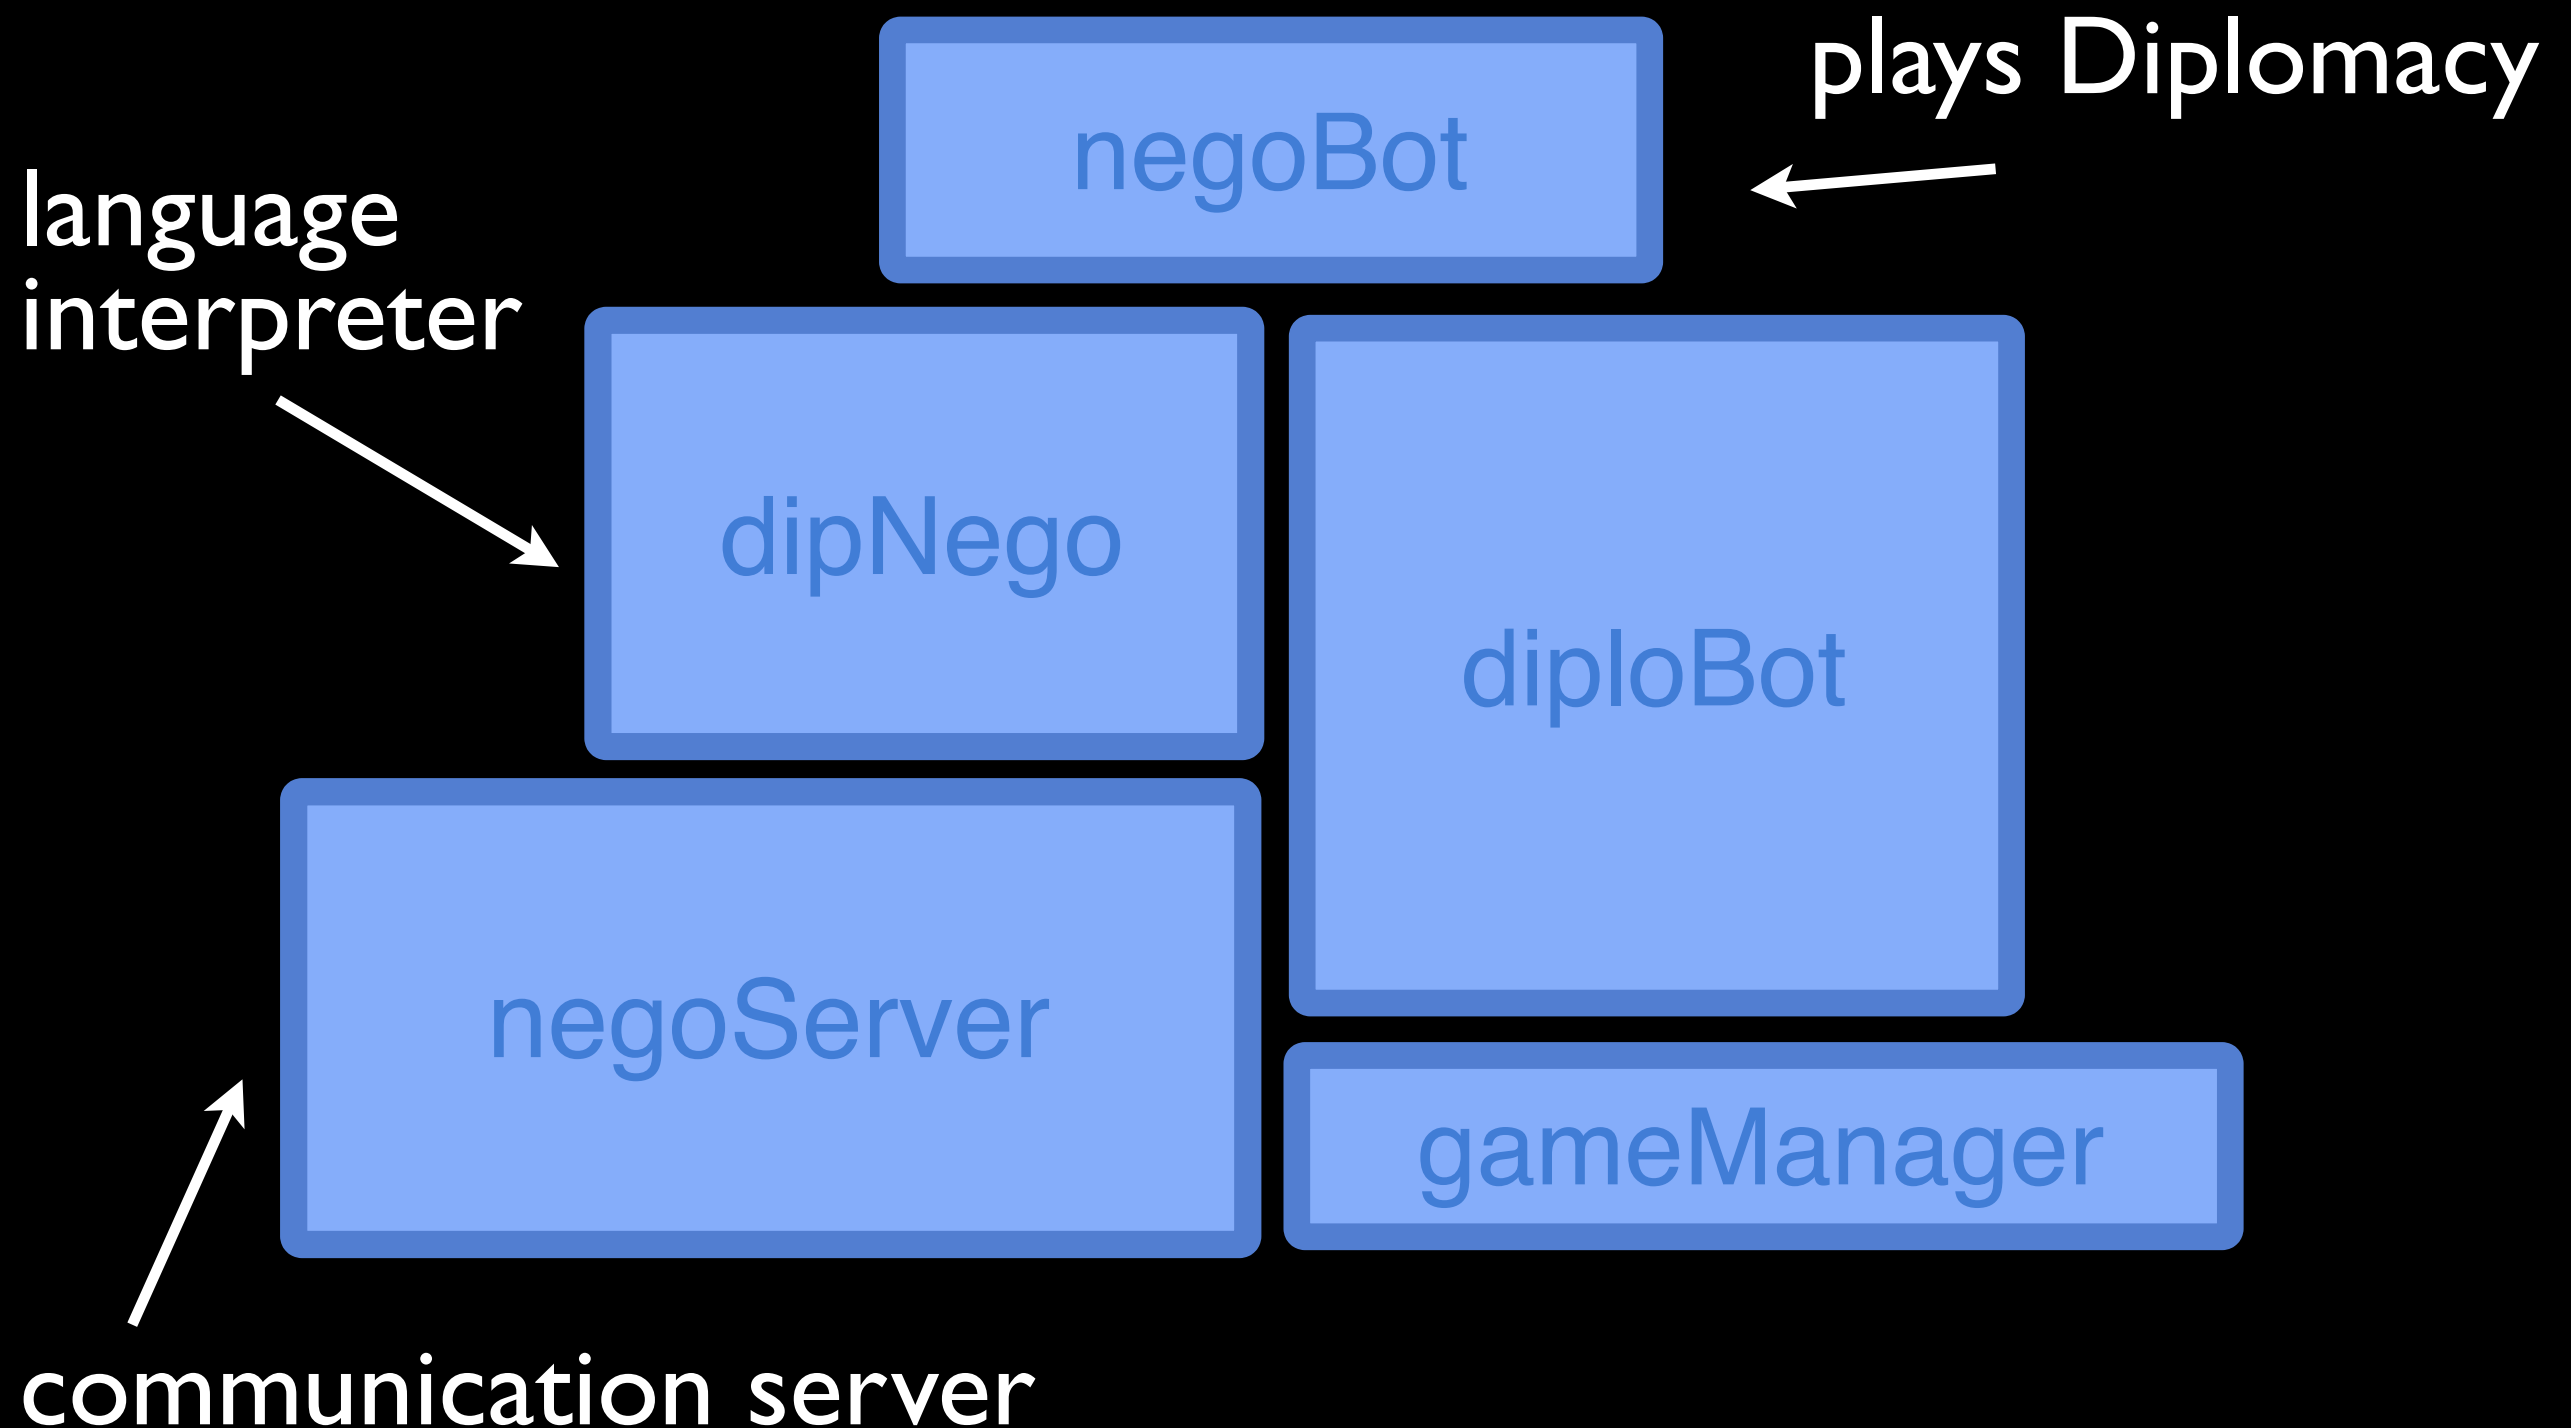 plays Diplomacy
negoBot
language
interpreter
dipNego
diploBot
negoServer
gameManager
communication server